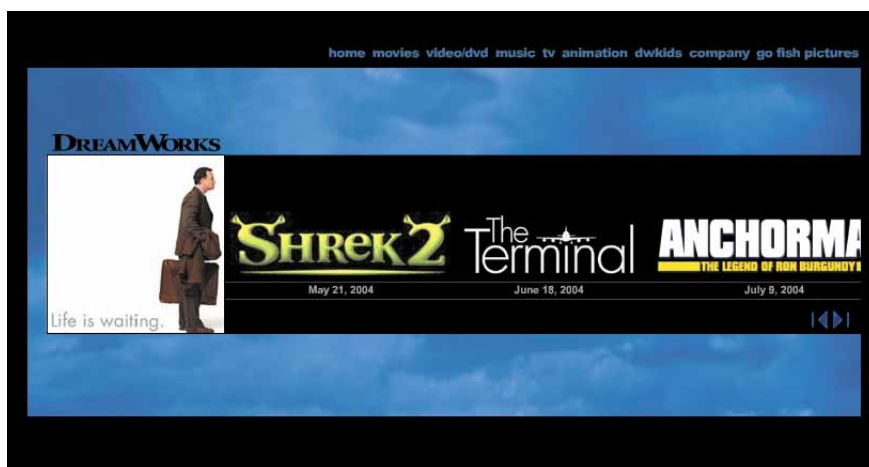 home movies video/dvd music tv animation dwkids company go fish pictures
DREAMWORKS
SHREK 2
The
Terminal
ANCHORMA
THE LEGEND OF RON BURGUNDY
May 21, 2004
June 18, 2004
July 9, 2004
Life is waiting.